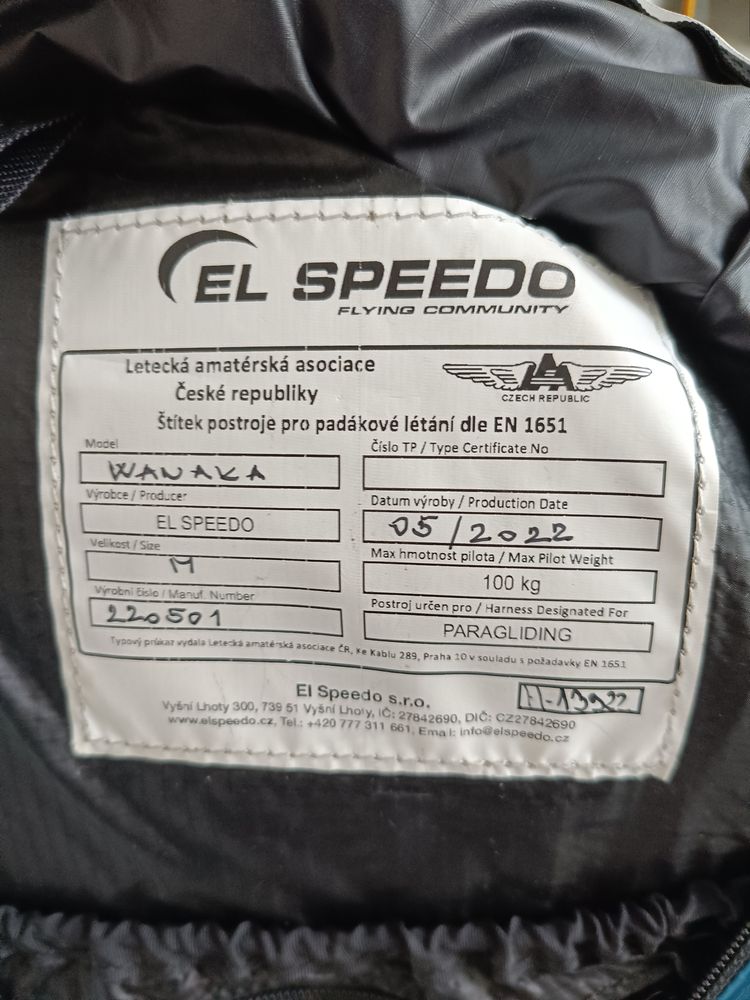 EL SPEEDO
FLYING COMMUNITY
Letecká amatérská asociace
České republiky
LAA
CZECH REPUBLIC
Štítek postroje pro padákové létání dle EN 1651
Model
WANAKA
Číslo TP / Type Certificate No
Výrobce / Producer
EL SPEEDO
Datum výroby / Production Date
05/2022
Velikost / Size
M
Max hmotnost pilota / Max Pilot Weight
100 kg
Výrobní číslo / Manuf. Number
220501
Postroj určen pro / Harness Designated For
PARAGLIDING
Typový průkaz vydala Letecká amatérská asociace ČR, Ke Kablu 289, Praha 10 v souladu s požadavky EN 1651
El Speedo s.r.o.
Vyšní Lhoty 300, 739 51 Vyšní Lhoty, IČ: 27842690, DIČ: CZ27842690
www.elspeedo.cz, Tel.: +420 777 311 661, Email: info@elspeedo.cz